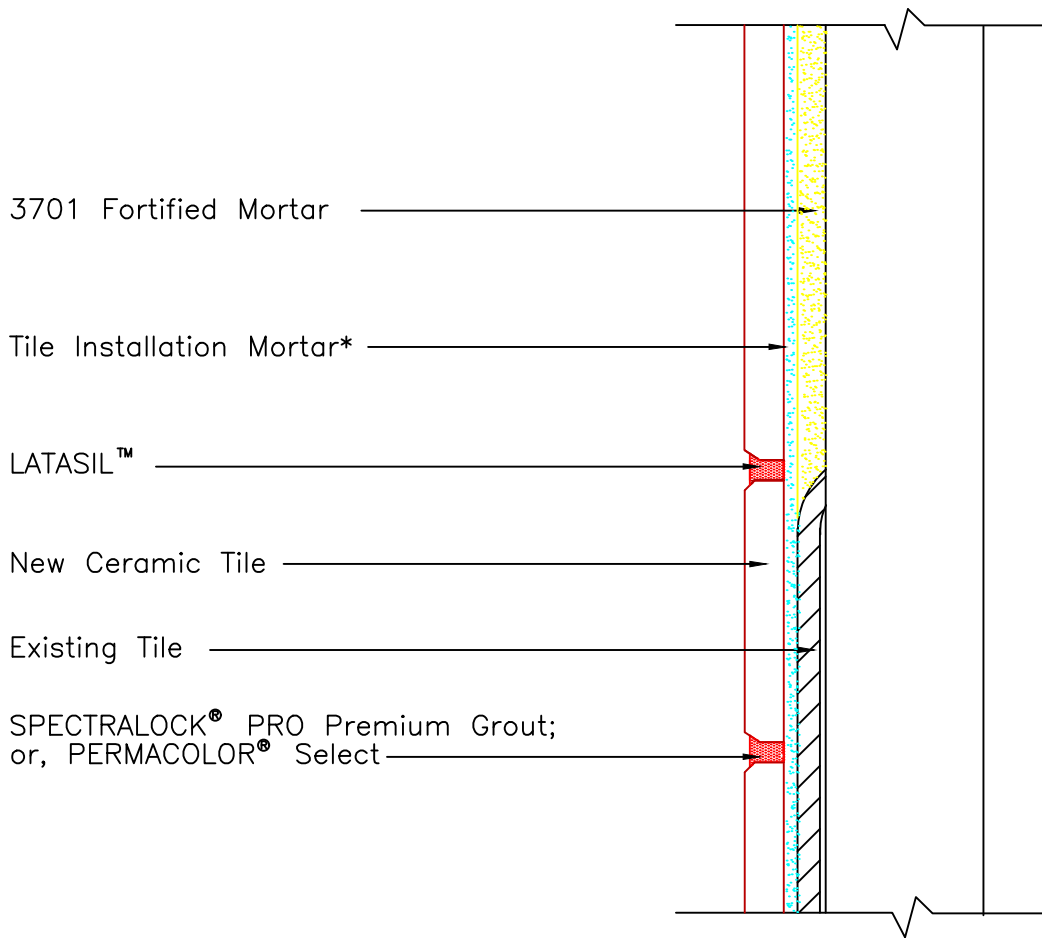 3701 Fortified Mortar
Tile Installation Mortar*
LATASIL™
New Ceramic Tile
Existing Tile
SPECTRALOCK® PRO Premium Grout;
or, PERMACOLOR® Select